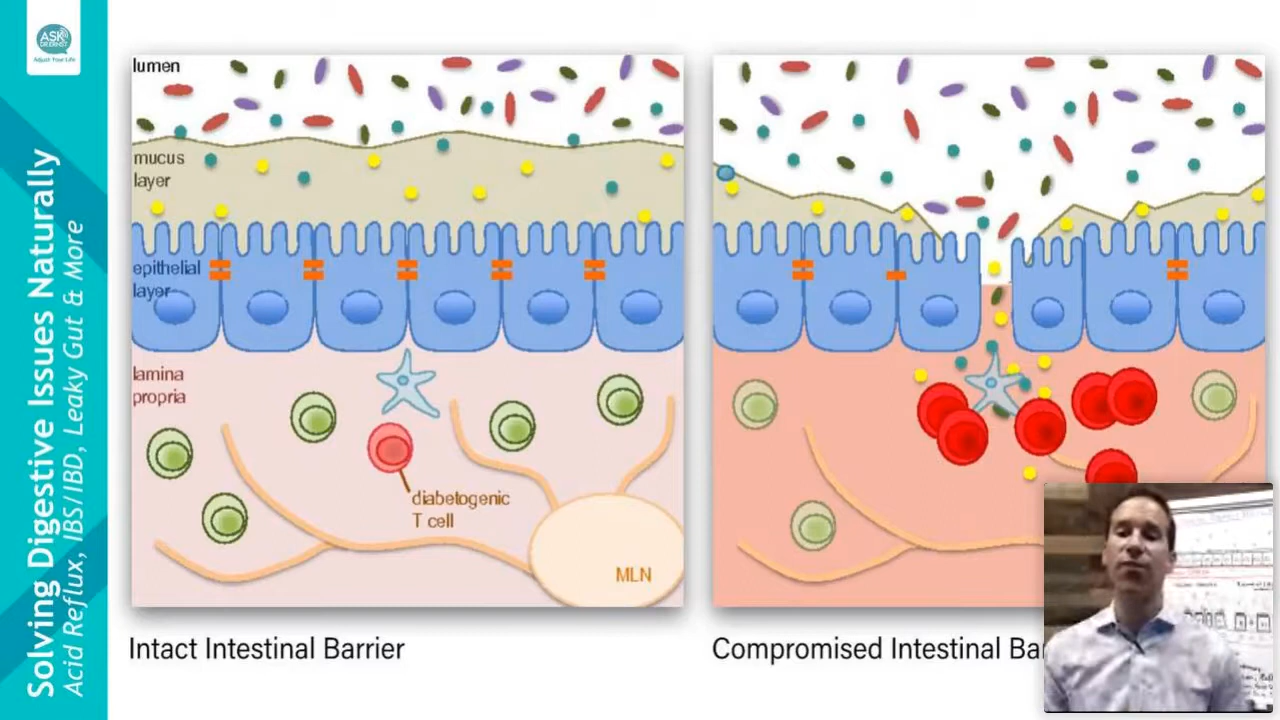 ASK
DR.ERNST
Adjust Your Life
Solving Digestive Issues Naturally
Acid Reflux, IBS/IBD, Leaky Gut & More
lumen
mucus
layer
epithelial
layer
lamina
propria
diabetogenic
T cell
MLN
Intact Intestinal Barrier
Compromised Intestinal